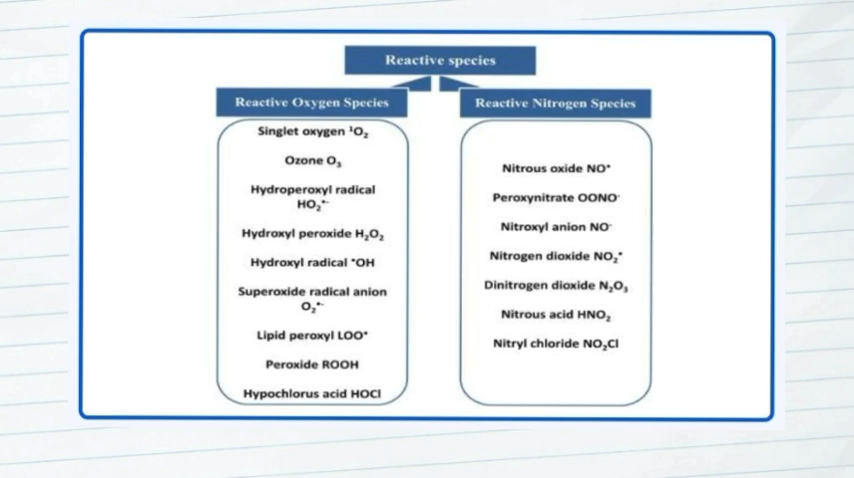 Reactive species
Reactive Oxygen Species
Singlet oxygen ¹O₂
Ozone O₃
Hydroperoxyl radical
HO₂•-
Hydroxyl peroxide H₂O₂
Hydroxyl radical •OH
Superoxide radical anion
O₂•-
Lipid peroxyl LOO•
Peroxide ROOH
Hypochlorus acid HOCl
Reactive Nitrogen Species
Nitrous oxide NO•
Peroxynitrate OONO-
Nitroxyl anion NO-
Nitrogen dioxide NO₂•
Dinitrogen dioxide N₂O₃
Nitrous acid HNO₂
Nitryl chloride NO₂Cl